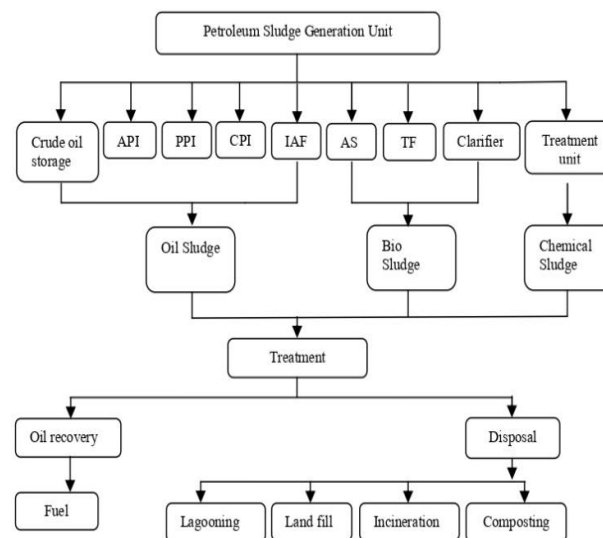 Petroleum Sludge Generation Unit
Crude oil
storage
API
PPI
CPI
IAF
AS
TF
Clarifier
Treatment
unit
Oil Sludge
Bio
Sludge
Chemical
Sludge
Treatment
Oil recovery
Disposal
Fuel
Lagooning
Land fill
Incineration
Composting